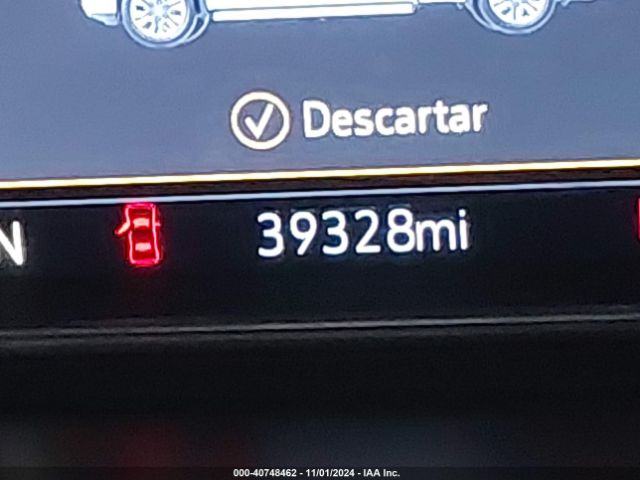 Descartar
N
39328mi
000-40748462 - 11/01/2024 - IAA Inc.